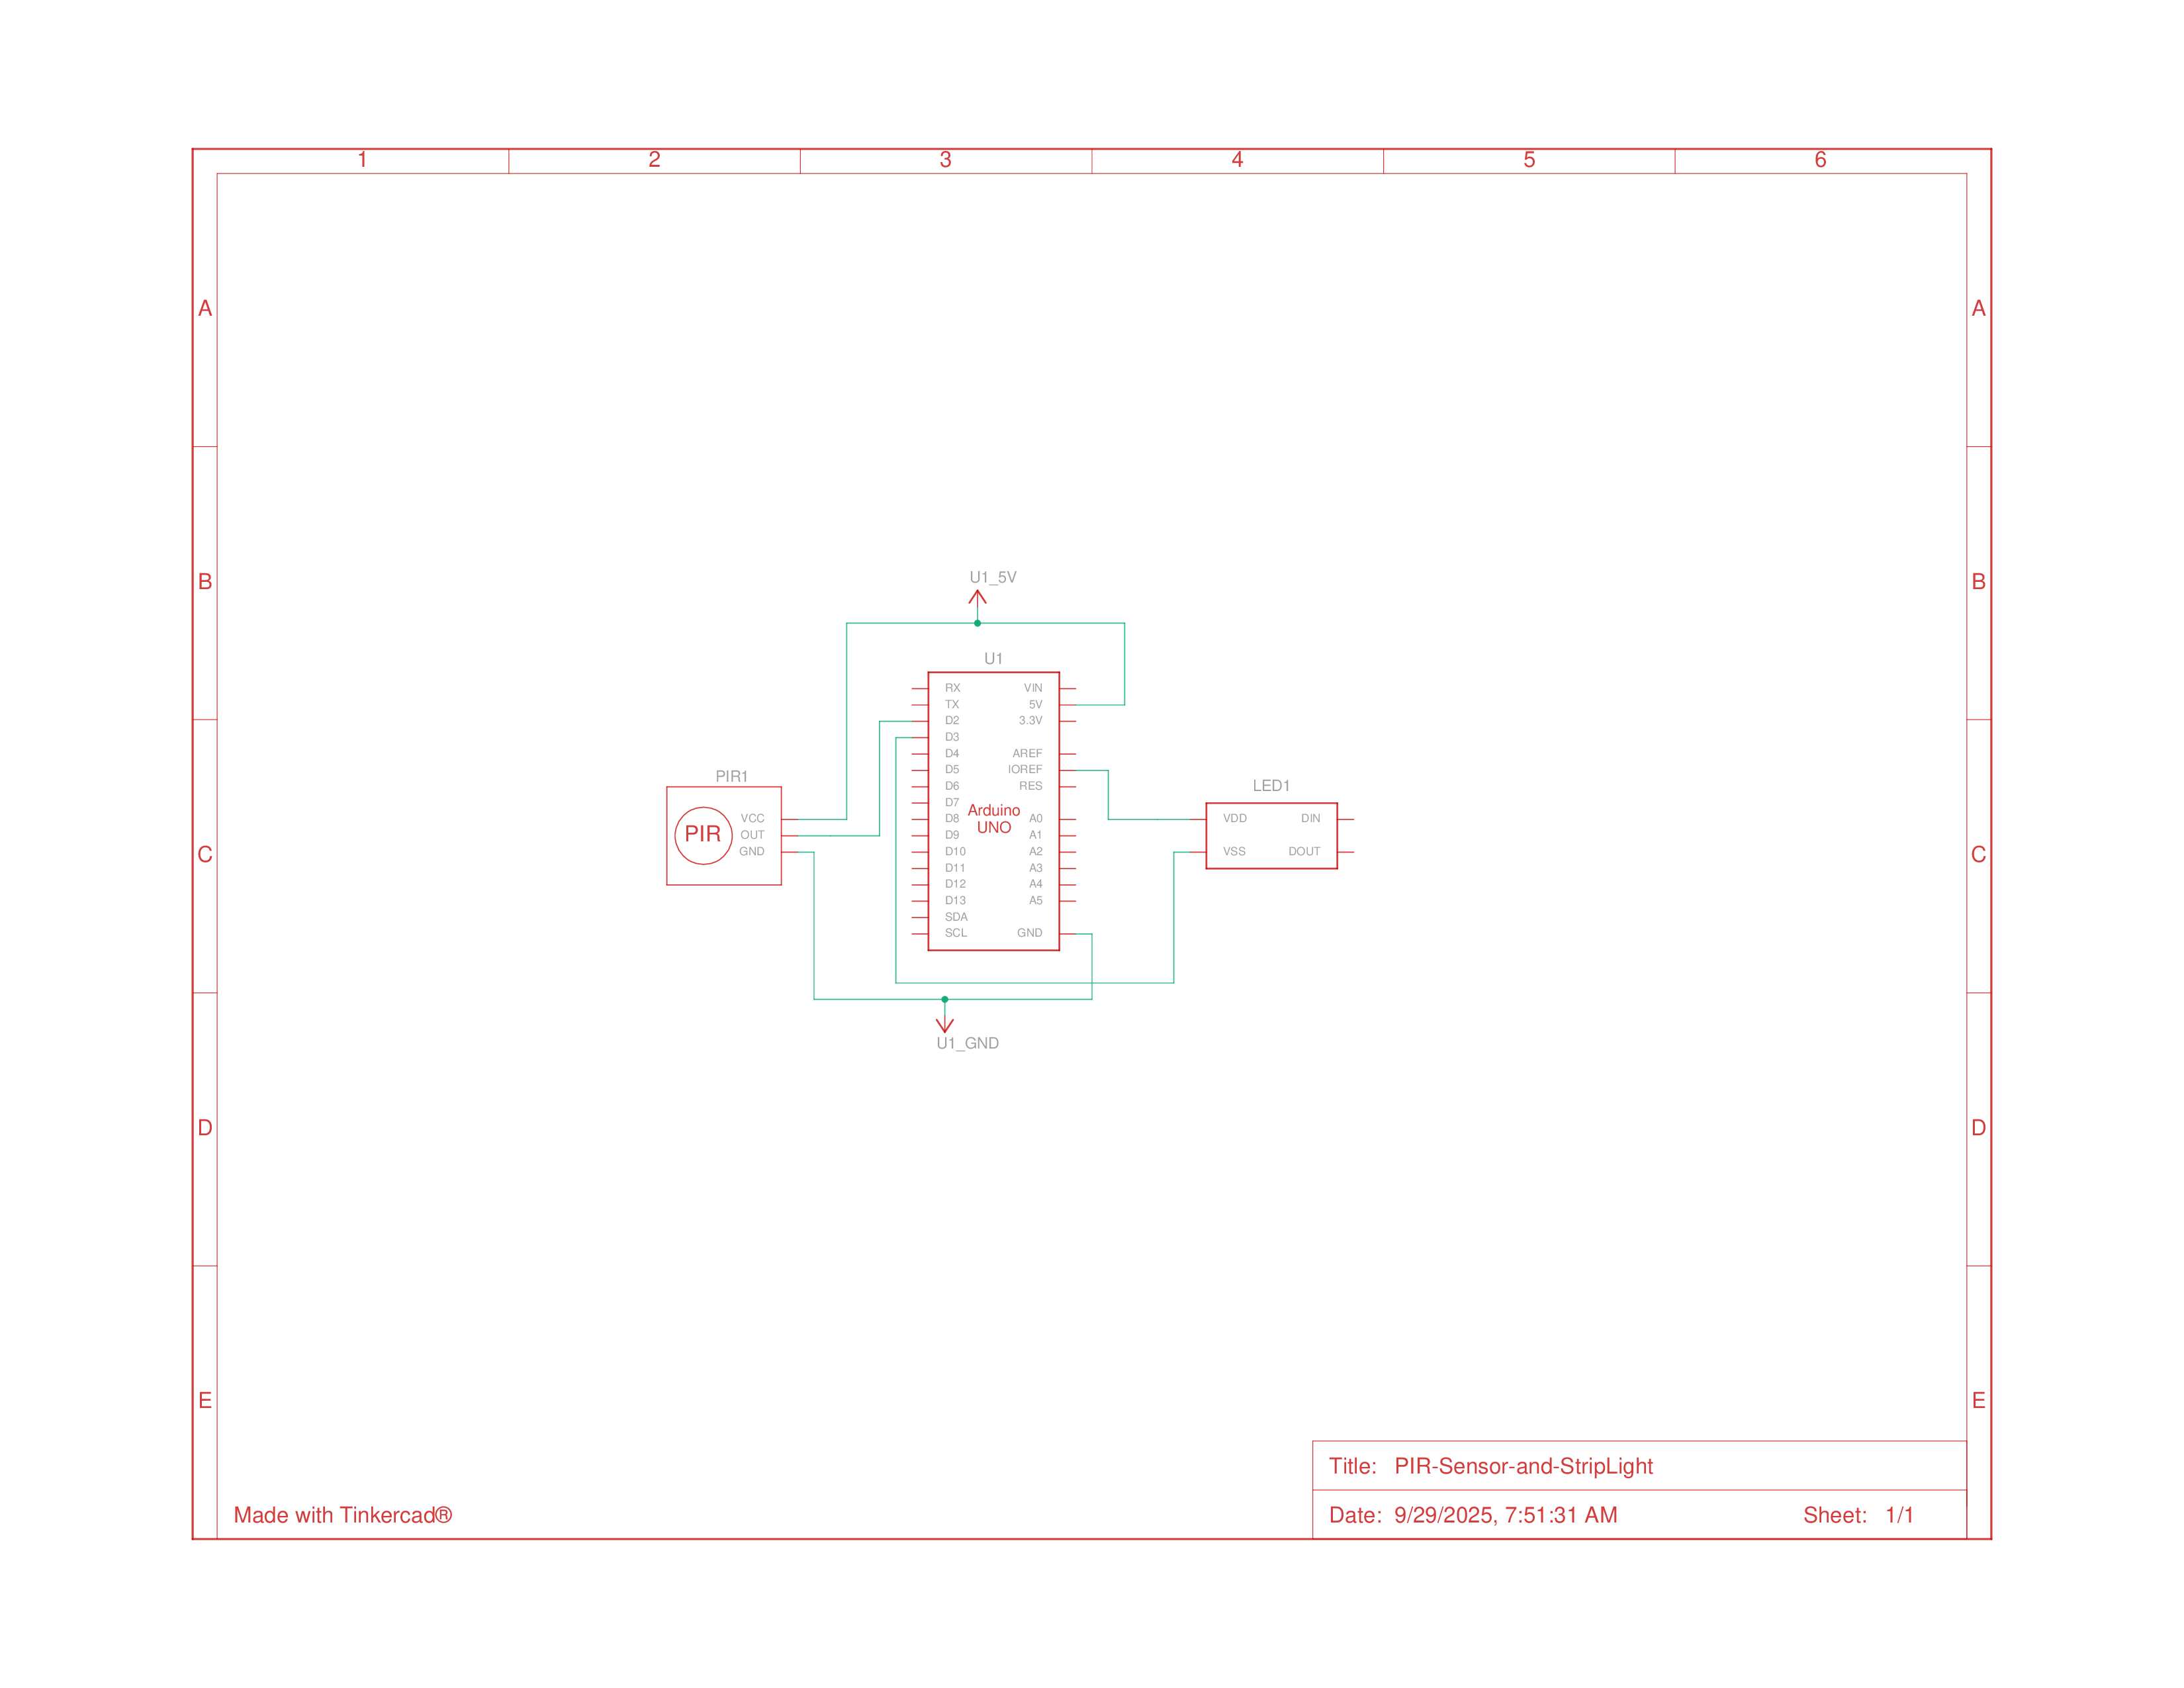 1 2 3 4 5 6
A A
B B
U1_5V
U1
RX VIN
TX 5V
D2 3.3V
D3
D4 AREF
D5 IOREF
D6 RES
D7
Arduino
UNO
D8 A0
D9 A1
D10 A2
D11 A3
D12 A4
D13 A5
SDA
SCL GND
PIR1
PIR
VCC
OUT
GND
LED1
VDD DIN
VSS DOUT
C C
U1_GND
D D
E E
Title: PIR-Sensor-and-StripLight
Made with Tinkercad®
Date: 9/29/2025, 7:51:31 AM Sheet: 1/1